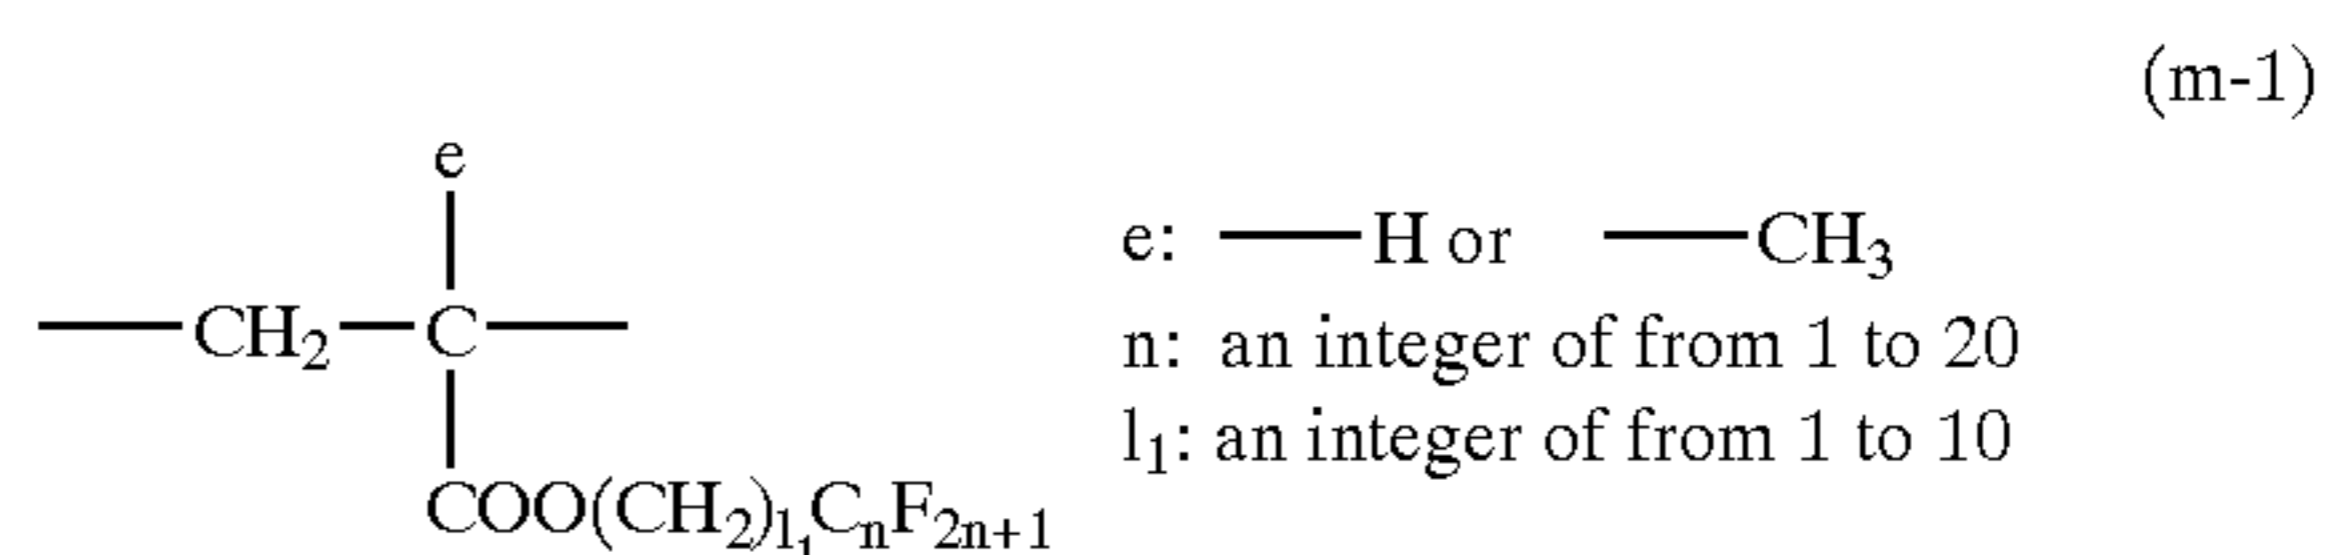 (m-1)
e
e: —H or —CH₃
—CH₂—C—
n: an integer of from 1 to 20
l₁: an integer of from 1 to 10
COO(CH₂)l₁CₙF₂ₙ₊₁